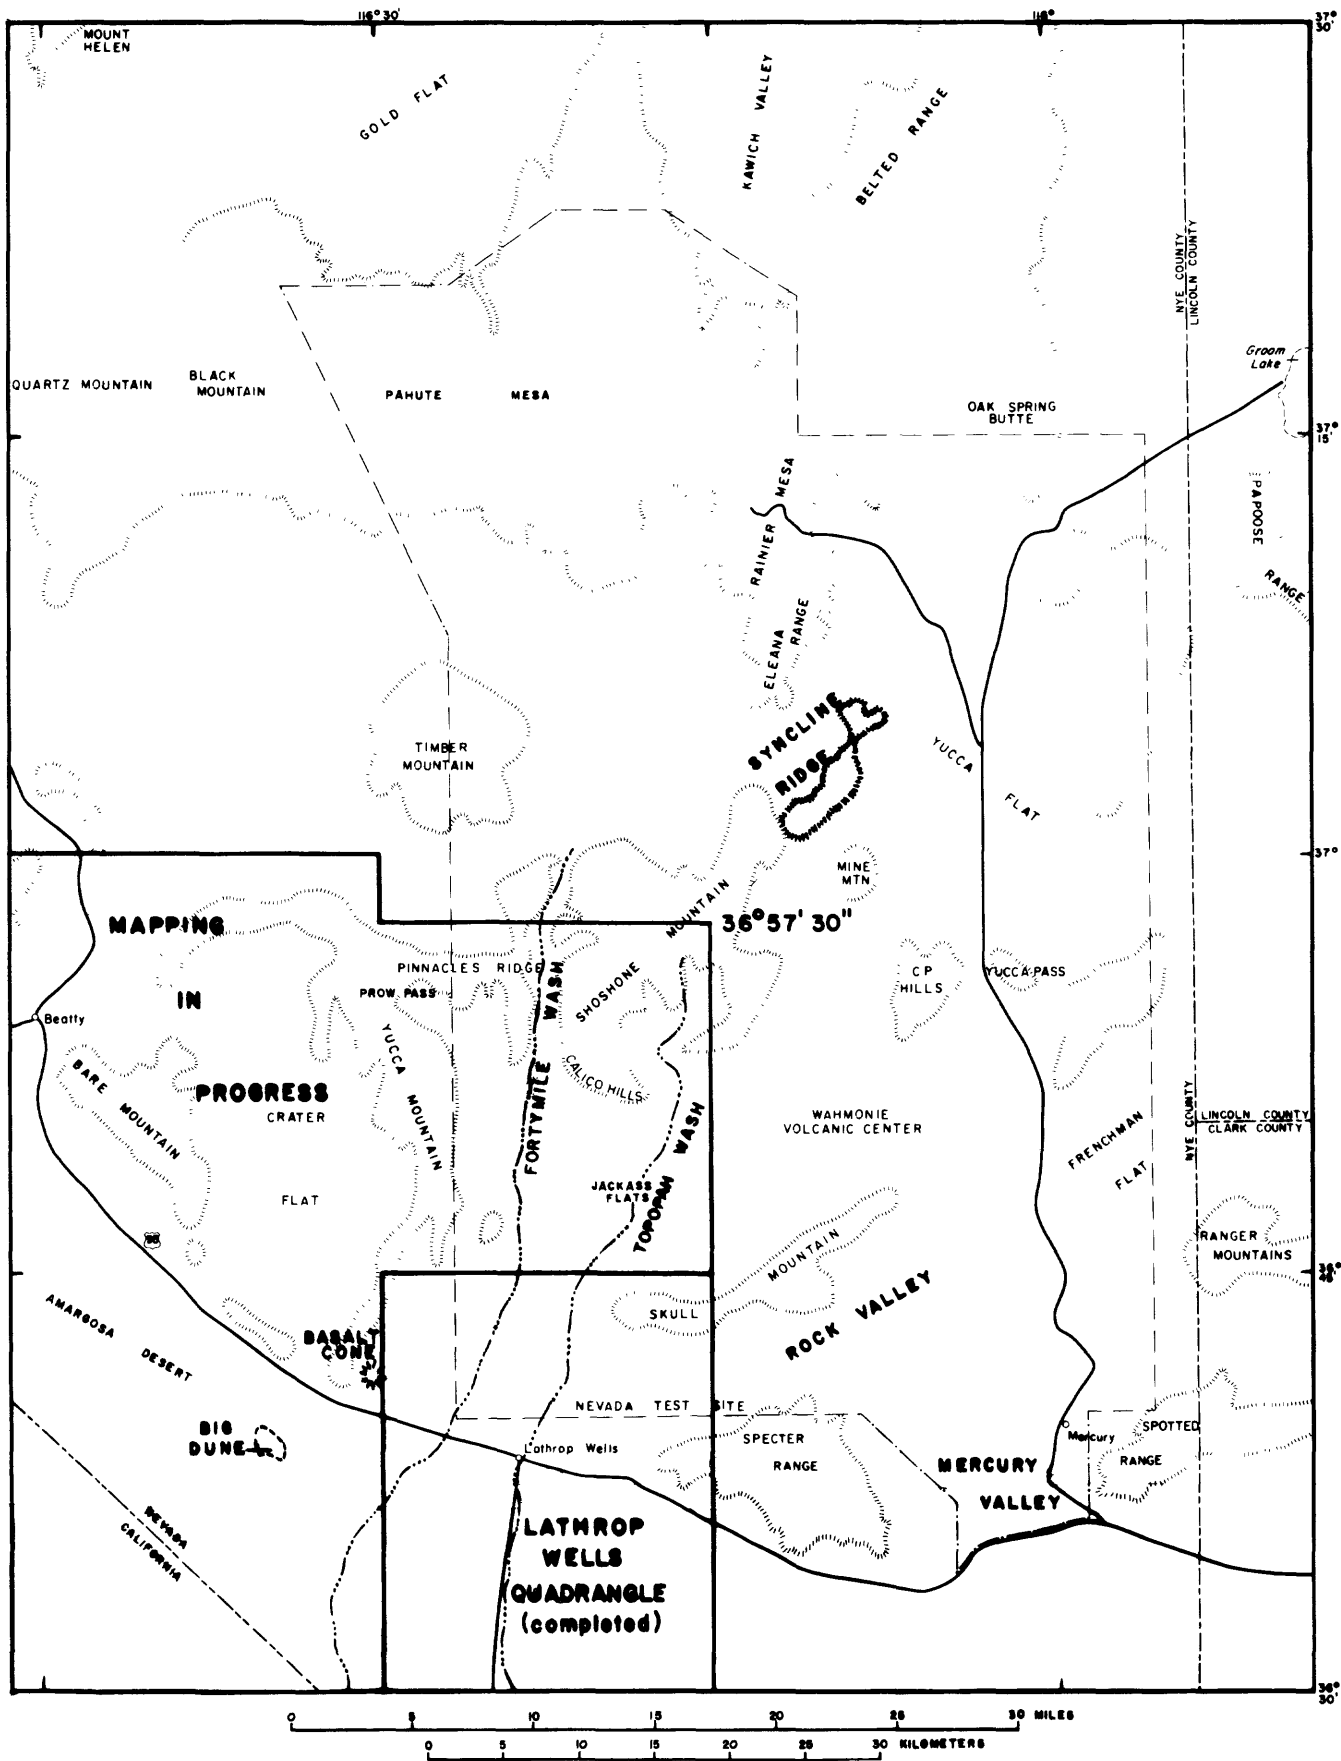 116°30'
116°
37°
30'
MOUNT
HELEN
GOLD FLAT
KAWICH VALLEY
BELTED RANGE
NYE COUNTY
LINCOLN COUNTY
Groom
Lake
QUARTZ MOUNTAIN
BLACK
MOUNTAIN
PAHUTE MESA
OAK SPRING
BUTTE
37°
15'
RAINIER MESA
PAPOOSE
RANGE
ELEANA
RANGE
SYNCLINE
RIDGE
YUCCA
FLAT
TIMBER
MOUNTAIN
37°
MINE
MTN
MAPPING
IN
PROGRESS
36°57'30"
SHOSHONE MOUNTAIN
PINNACLES RIDGE
PROW PASS
CP
HILLS
YUCCA PASS
Beatty
YUCCA
MOUNTAIN
FORTYMILE WASH
CALICO HILLS
BARE MOUNTAIN
CRATER
FLAT
TOPOPAH WASH
JACKASS
FLATS
WAHMONIE
VOLCANIC CENTER
NYE COUNTY
LINCOLN COUNTY
CLARK COUNTY
FRENCHMAN
FLAT
95
RANGER
MOUNTAINS
36°
45'
AMARGOSA
DESERT
BASALT
CONE
SKULL
MOUNTAIN
ROCK VALLEY
NEVADA TEST SITE
BIG
DUNE
Lathrop Wells
SPECTER
RANGE
Mercury
SPOTTED
RANGE
MERCURY
VALLEY
NEVADA
CALIFORNIA
LATHROP
WELLS
QUADRANGLE
(completed)
36°
30'
0 5 10 15 20 25 30 MILES
0 5 10 15 20 25 30 KILOMETERS